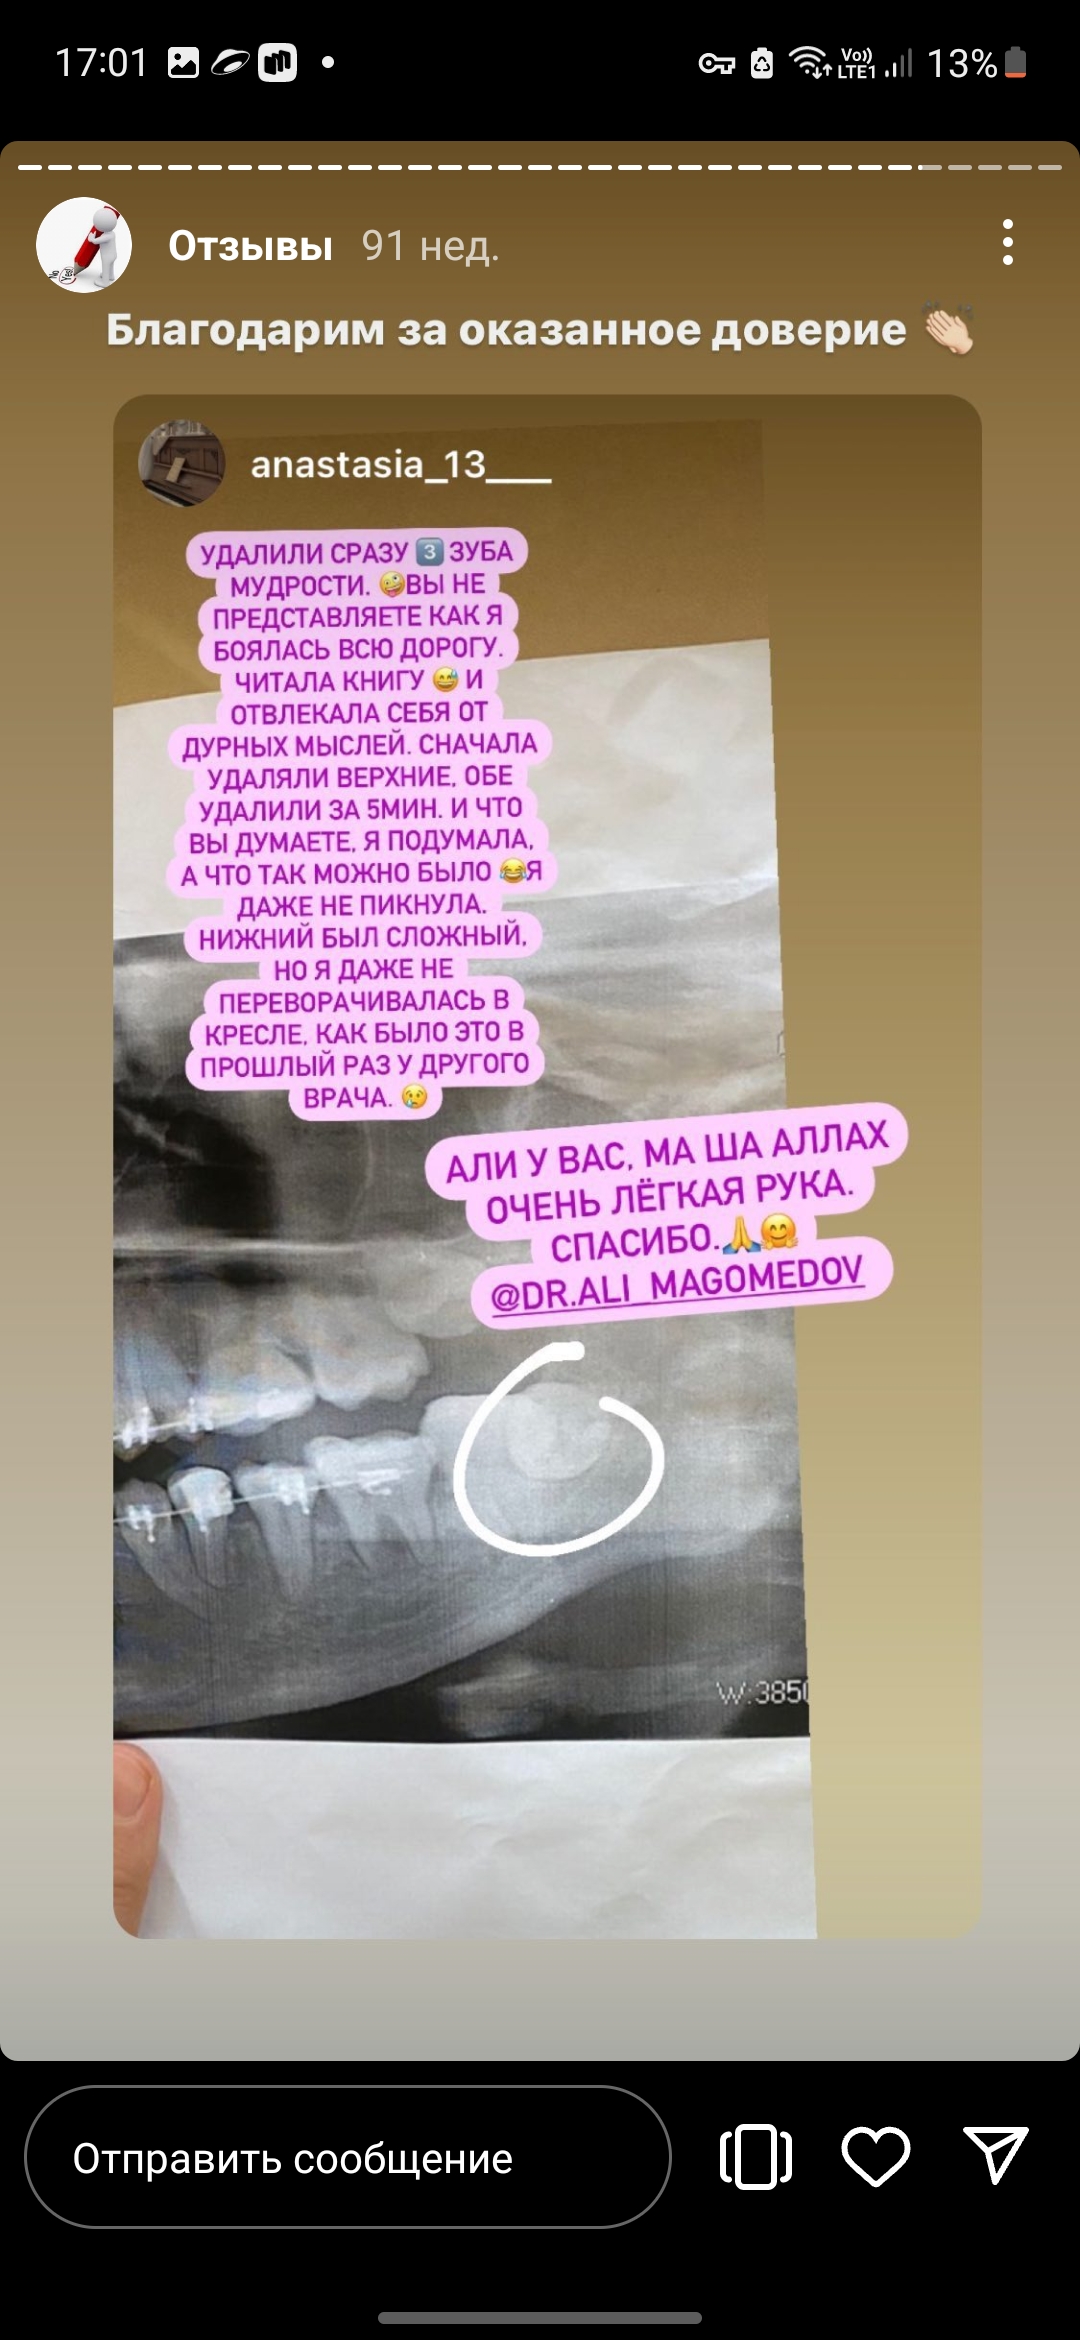 17:01
Vo))
LTE1
13%
Отзывы 91 нед.
Благодарим за оказанное доверие 👏🏻
anastasia_13___
УДАЛИЛИ СРАЗУ 3️⃣ ЗУБА
МУДРОСТИ. 🤪ВЫ НЕ
ПРЕДСТАВЛЯЕТЕ КАК Я
БОЯЛАСЬ ВСЮ ДОРОГУ.
ЧИТАЛА КНИГУ 😅 И
ОТВЛЕКАЛА СЕБЯ ОТ
ДУРНЫХ МЫСЛЕЙ. СНАЧАЛА
УДАЛЯЛИ ВЕРХНИЕ, ОБЕ
УДАЛИЛИ ЗА 5МИН. И ЧТО
ВЫ ДУМАЕТЕ, Я ПОДУМАЛА,
А ЧТО ТАК МОЖНО БЫЛО 😂Я
ДАЖЕ НЕ ПИКНУЛА.
НИЖНИЙ БЫЛ СЛОЖНЫЙ,
НО Я ДАЖЕ НЕ
ПЕРЕВОРАЧИВАЛАСЬ В
КРЕСЛЕ, КАК БЫЛО ЭТО В
ПРОШЛЫЙ РАЗ У ДРУГОГО
ВРАЧА. 😢
АЛИ У ВАС, МА ША АЛЛАХ
ОЧЕНЬ ЛЁГКАЯ РУКА.
СПАСИБО.🙏🤗
@DR.ALI_MAGOMEDOV
W:3850
Отправить сообщение